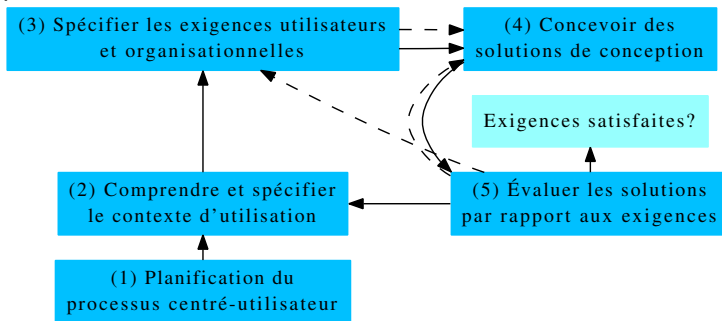 (3) Spécifier les exigences utilisateurs
et organisationnelles
(4) Concevoir des
solutions de conception
Exigences satisfaites?
(2) Comprendre et spécifier
le contexte d'utilisation
(5) Évaluer les solutions
par rapport aux exigences
(1) Planification du
processus centré-utilisateur